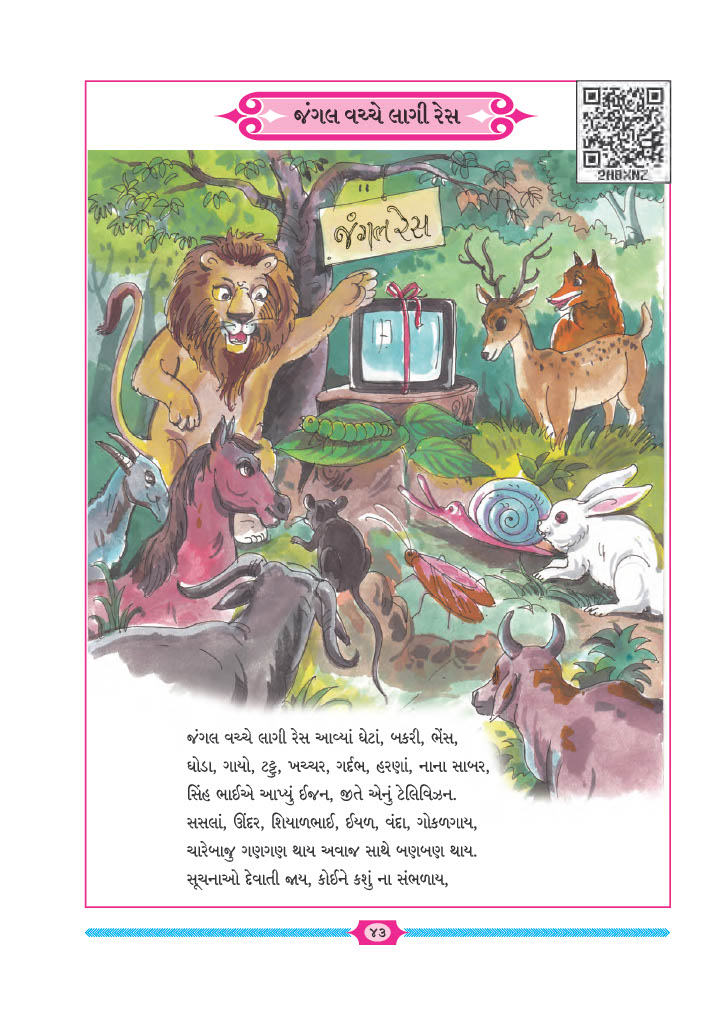 જંગલ વચ્ચે લાગી રેસ
2H8XNZ
જંગલ રેસ
જંગલ વચ્ચે લાગી રેસ આવ્યાં ઘેટાં, બકરી, ભેંસ,
ઘોડા, ગાયો, ટટ્ટુ, ખચ્ચર, ગર્દભ, હરણાં, નાના સાબર,
સિંહ ભાઈએ આપ્યું ઈજન, જીતે એનું ટેલિવિઝન.
સસલાં, ઊંદર, શિયાળભાઈ, ઈયળ, વંદા, ગોકળગાય,
ચારેબાજુ ગણગણ થાય અવાજ સાથે બણબણ થાય.
સૂચનાઓ દેવાતી જાય, કોઈને કશું ના સંભળાય,
૪૩